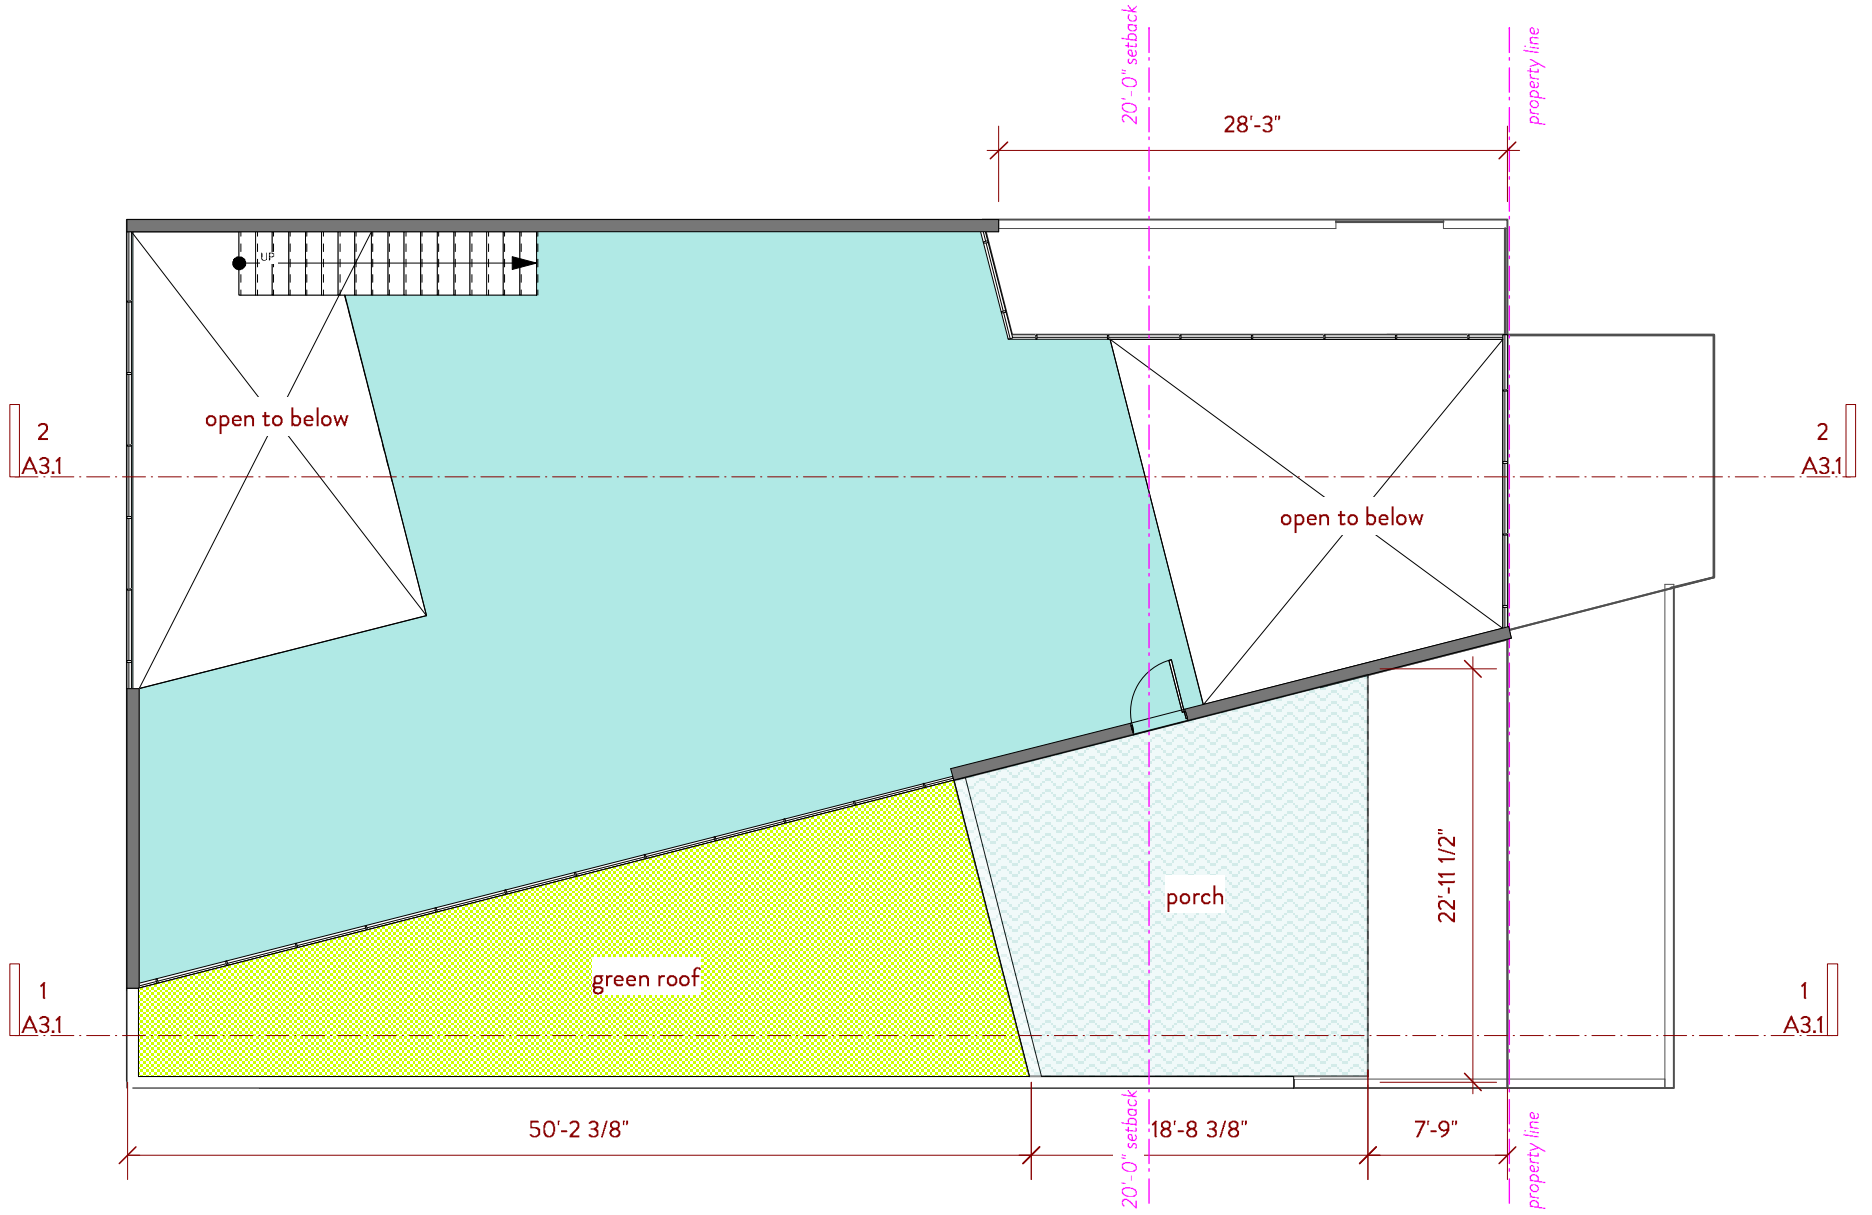 20'-0" setback
property line
28'-3"
UP
open to below
2
A3.1
2
A3.1
open to below
22'-11 1/2"
porch
green roof
1
A3.1
1
A3.1
50'-2 3/8"
20'-0" setback
18'-8 3/8"
7'-9"
property line